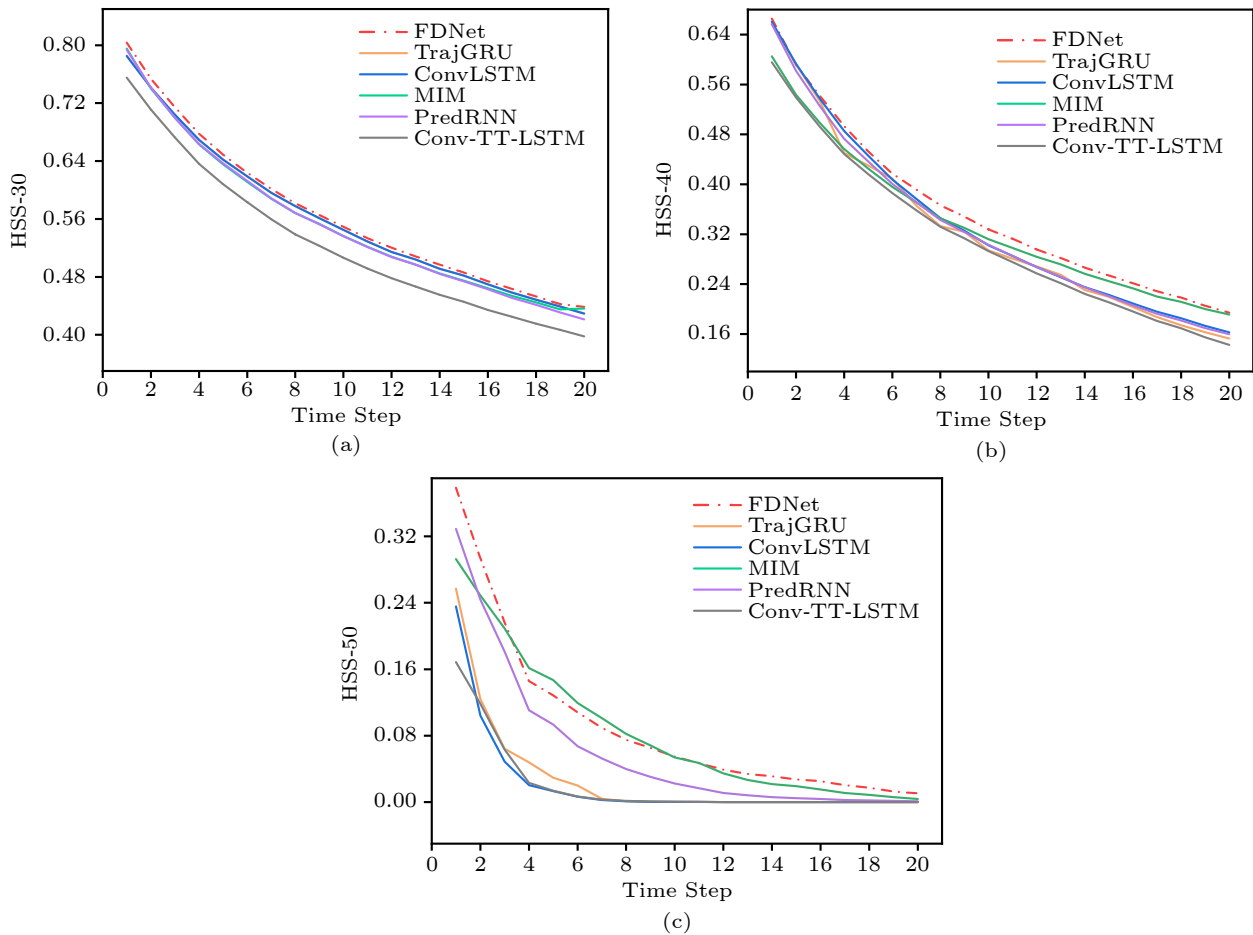 HSS-30
0.80
0.72
0.64
0.56
0.48
0.40
FDNet
TrajGRU
ConvLSTM
MIM
PredRNN
Conv-TT-LSTM
0 2 4 6 8 10 12 14 16 18 20
Time Step
(a)
HSS-40
0.64
0.56
0.48
0.40
0.32
0.24
0.16
FDNet
TrajGRU
ConvLSTM
MIM
PredRNN
Conv-TT-LSTM
0 2 4 6 8 10 12 14 16 18 20
Time Step
(b)
HSS-50
0.32
0.24
0.16
0.08
0.00
FDNet
TrajGRU
ConvLSTM
MIM
PredRNN
Conv-TT-LSTM
0 2 4 6 8 10 12 14 16 18 20
Time Step
(c)